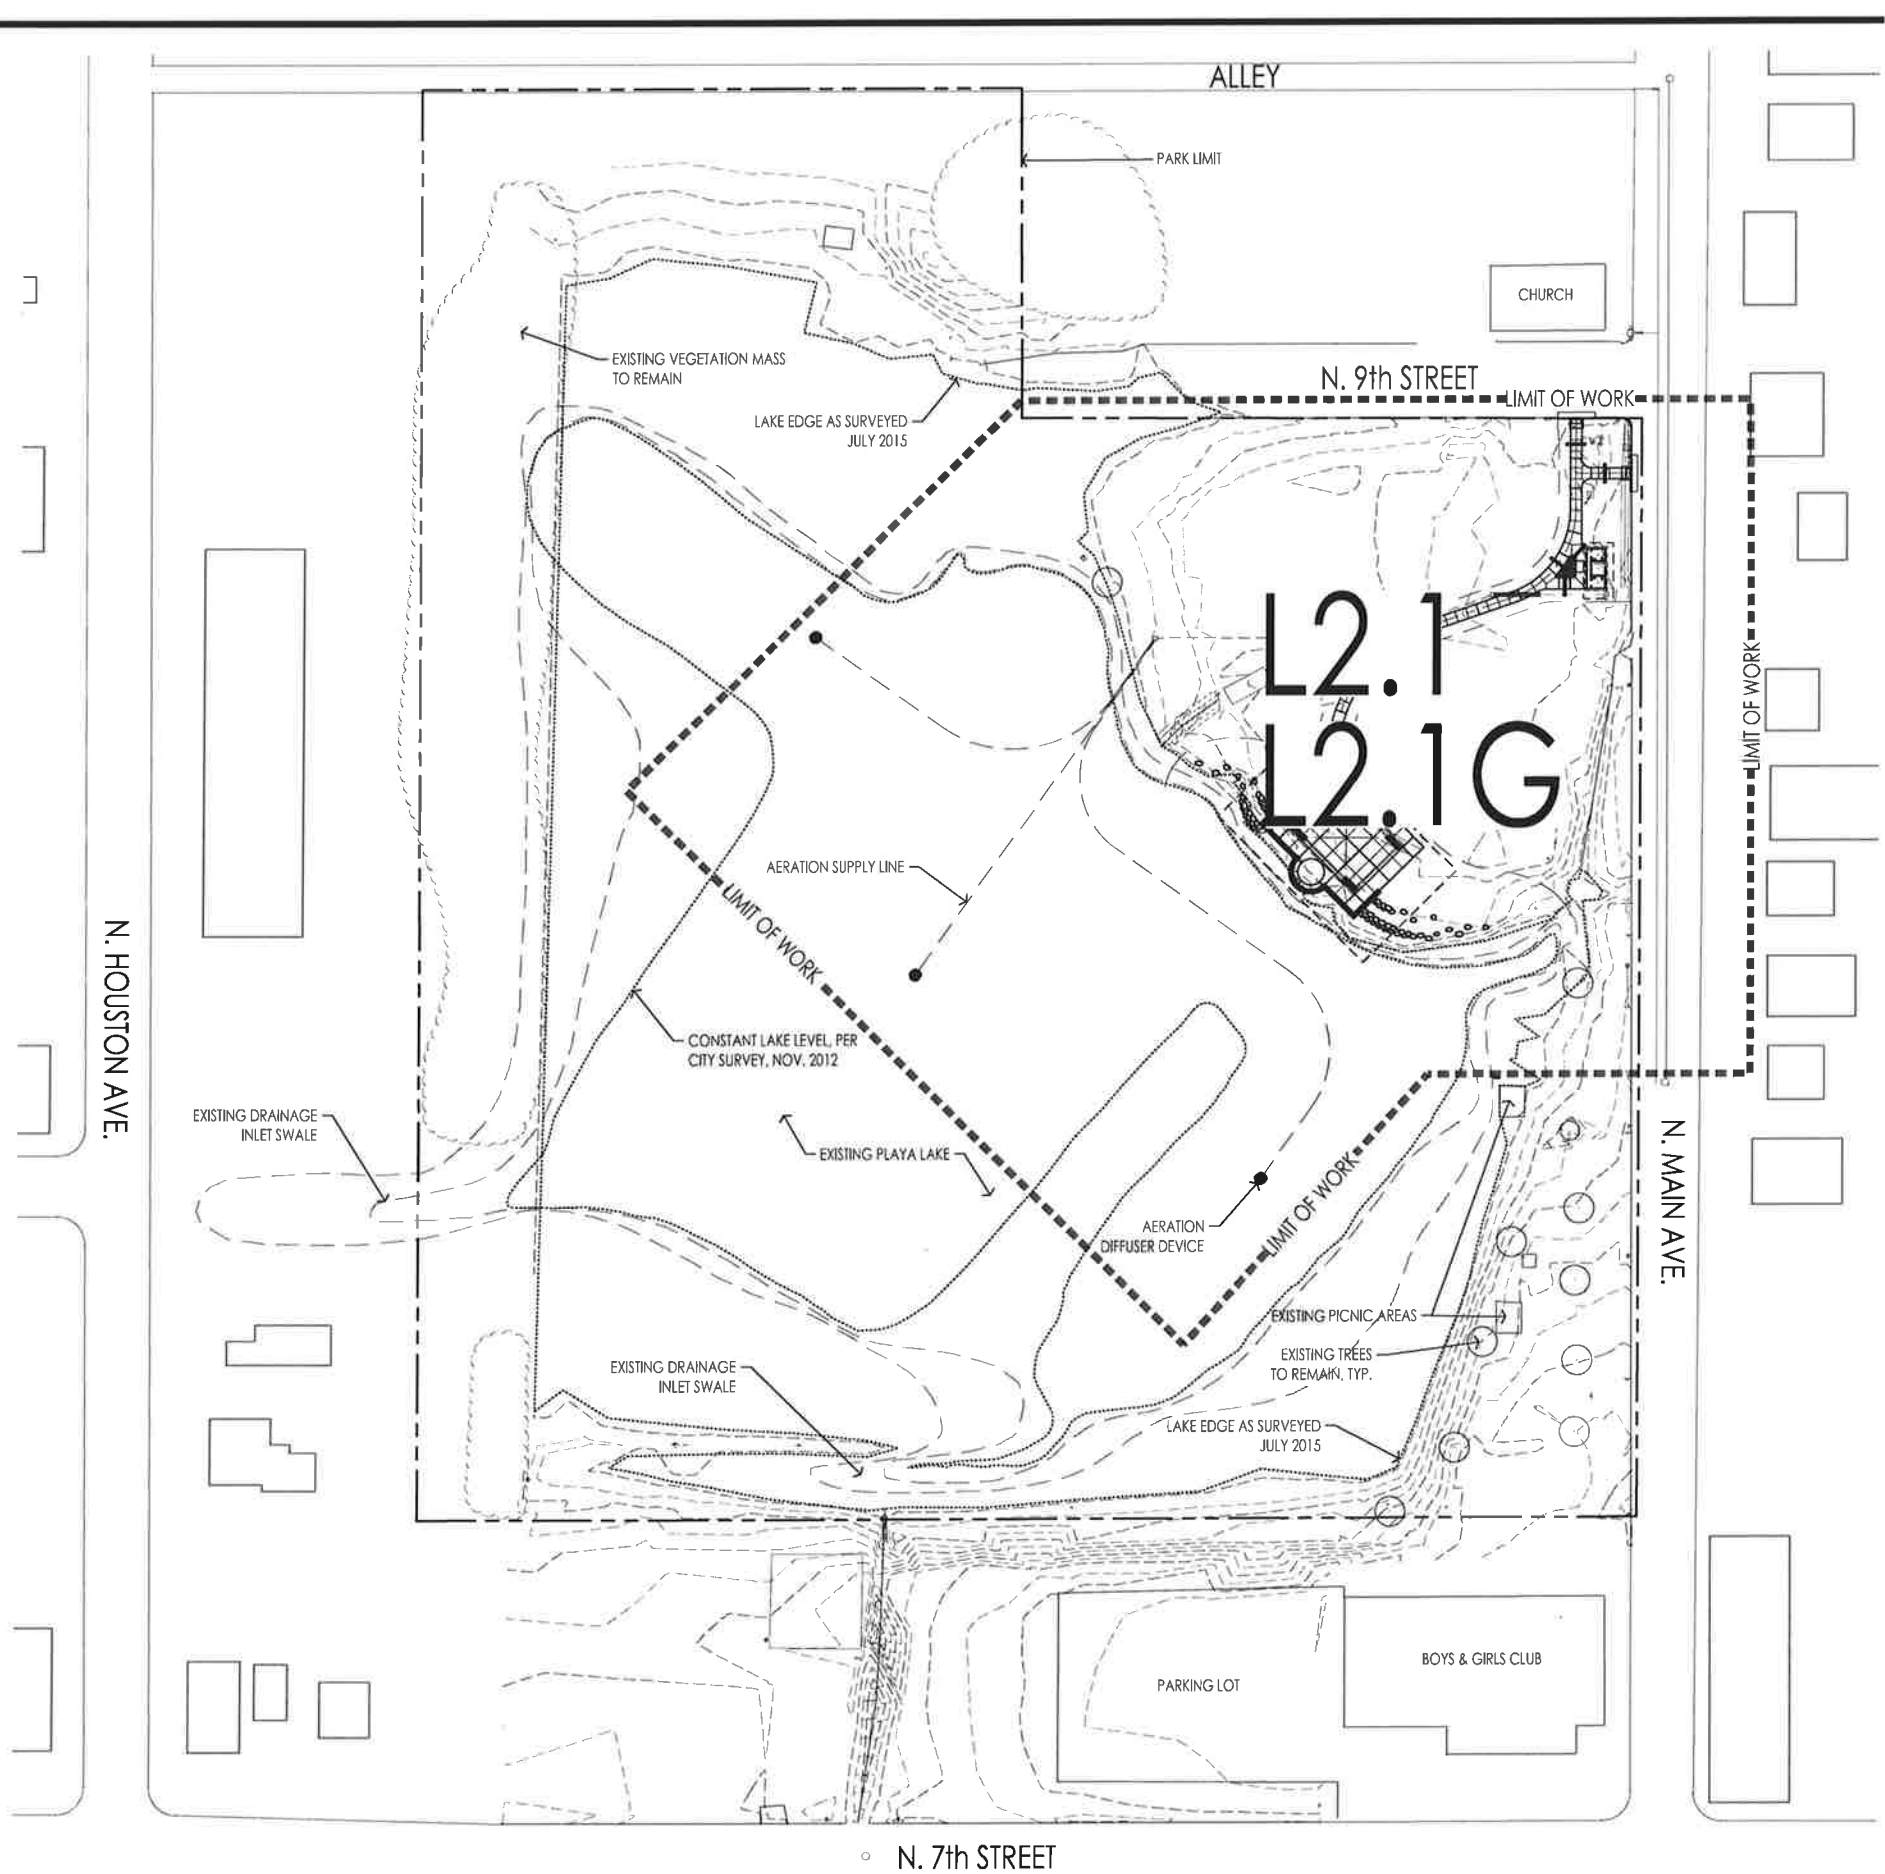 ALLEY
PARK LIMIT
CHURCH
EXISTING VEGETATION MASS
TO REMAIN
N. 9th STREET
LIMIT OF WORK
LAKE EDGE AS SURVEYED
JULY 2015
L2.1
L2.1G
LIMIT OF WORK
AERATION SUPPLY LINE
LIMIT OF WORK
N. HOUSTON AVE.
CONSTANT LAKE LEVEL, PER
CITY SURVEY, NOV. 2012
EXISTING DRAINAGE
INLET SWALE
EXISTING PLAYA LAKE
N. MAIN AVE.
LIMIT OF WORK
AERATION
DIFFUSER DEVICE
EXISTING PICNIC AREAS
EXISTING TREES
TO REMAIN, TYP.
EXISTING DRAINAGE
INLET SWALE
LAKE EDGE AS SURVEYED
JULY 2015
BOYS & GIRLS CLUB
PARKING LOT
N. 7th STREET